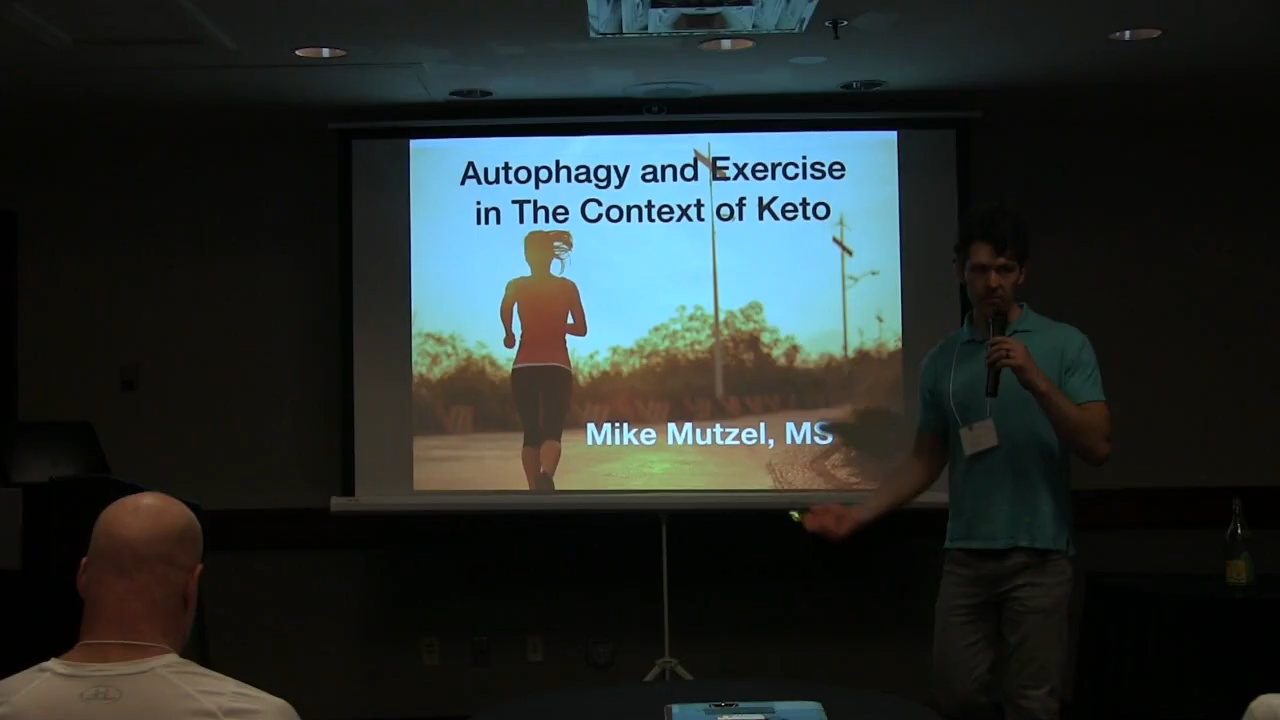 Autophagy and Exercise
in The Context of Keto
Mike Mutzel, MS